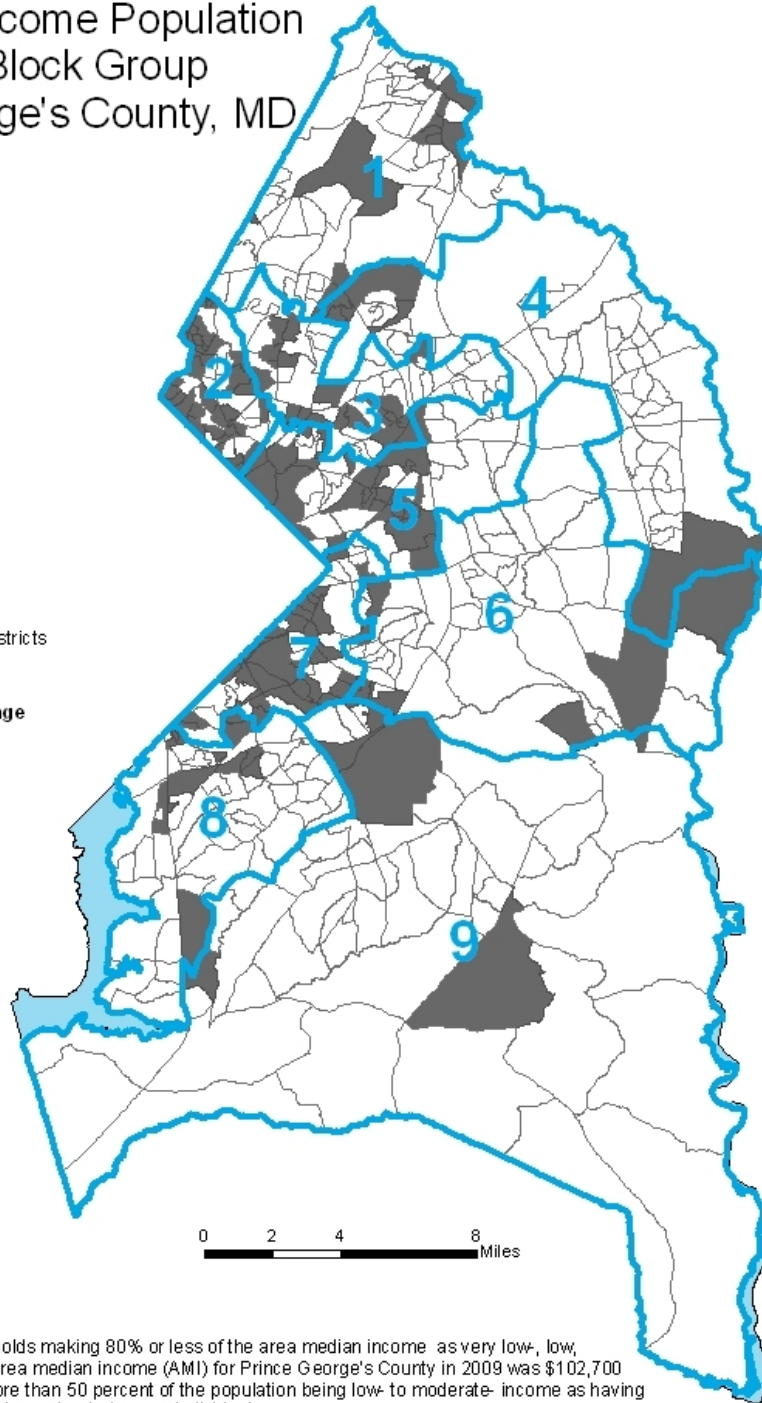 come Population
Block Group
ge's County, MD
1
4
2
3
5
6
stricts
7
ge
8
9
3
0 2 4 8
Miles
olds making 80% or less of the area median income as very low-, low,
rea median income (AMI) for Prince George's County in 2009 was $102,700
ore than 50 percent of the population being low- to moderate- income as having